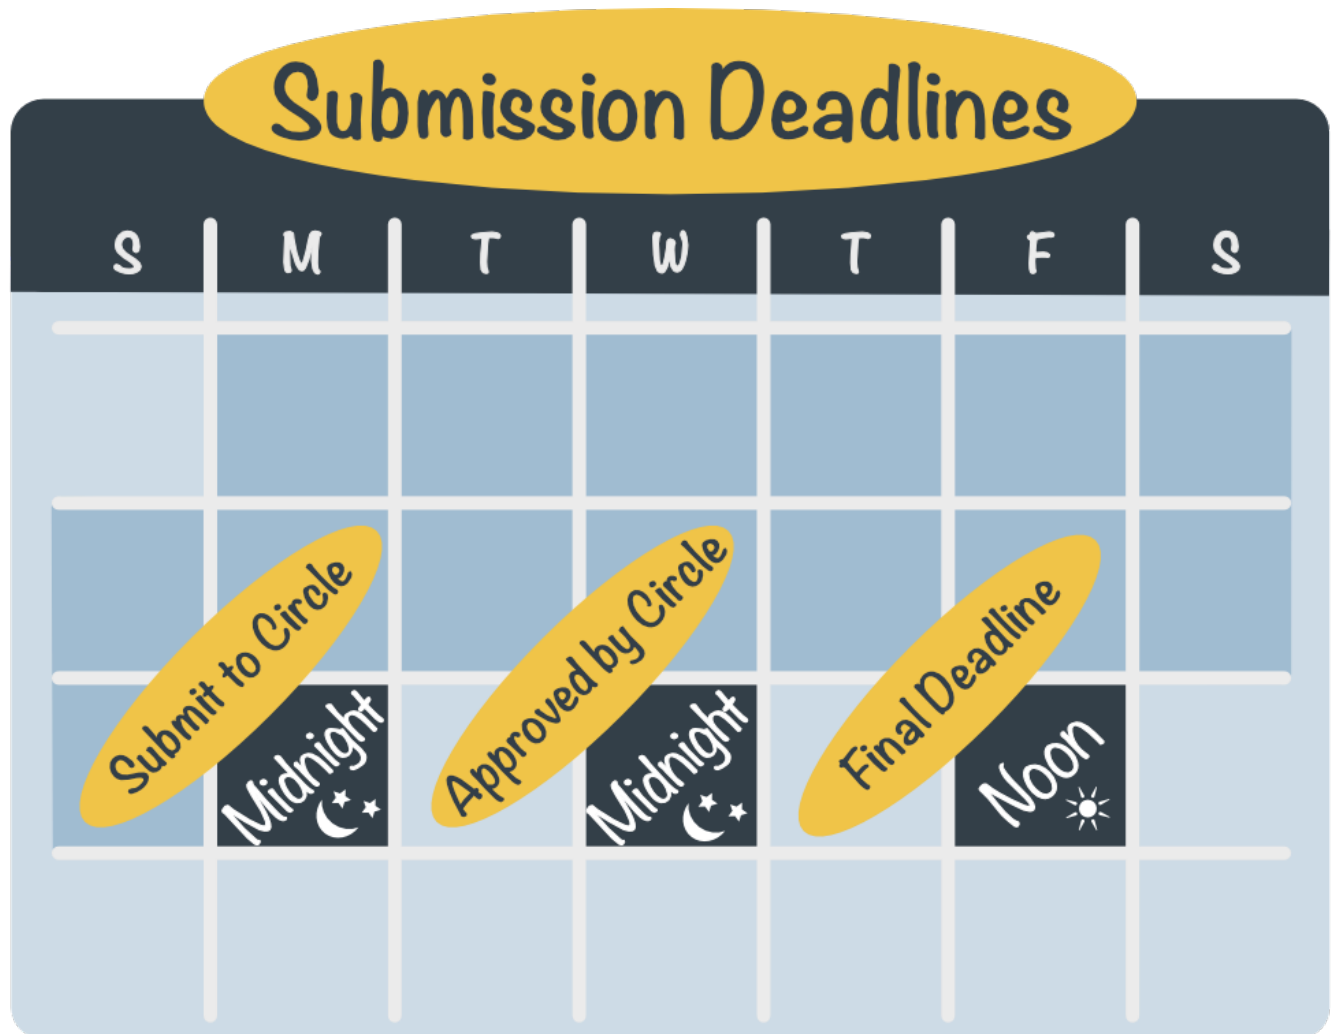 Submission Deadlines
S M T W T F S
Submit to Circle
Midnight
Approved by Circle
Midnight
Final Deadline
Noon